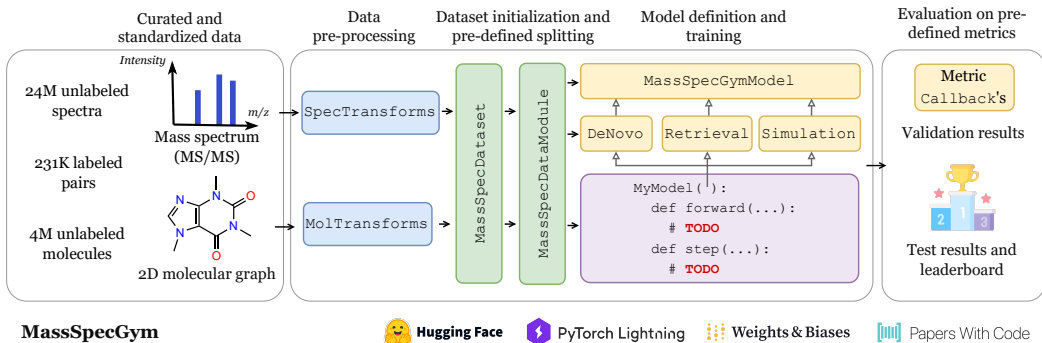 Curated and
standardized data
Data
pre-processing
Dataset initialization and
pre-defined splitting
Model definition and
training
Evaluation on pre-
defined metrics
24M unlabeled
spectra
231K labeled
pairs
4M unlabeled
molecules
Intensity
m/z
Mass spectrum
(MS/MS)
N
N
N
N
O
O
2D molecular graph
SpecTransforms
MolTransforms
MassSpecDataset
MassSpecDataModule
MassSpecGymModel
DeNovo
Retrieval
Simulation
MyModel( ):
def forward(...):
# TODO
def step(...):
# TODO
Metric
Callback's
Validation results
2
1
3
Test results and
leaderboard
MassSpecGym
Hugging Face
PyTorch Lightning
Weights & Biases
Papers With Code